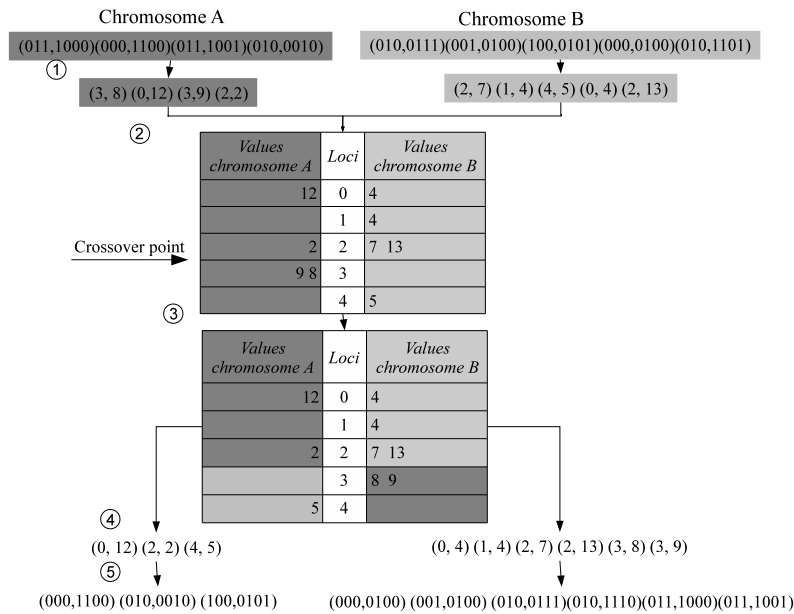 Chromosome A
Chromosome B
(011,1000)(000,1100)(011,1001)(010,0010)
(010,0111)(001,0100)(100,0101)(000,0100)(010,1101)
1
(3, 8) (0,12) (3,9) (2,2)
(2, 7) (1, 4) (4, 5) (0, 4) (2, 13)
2
Values chromosome A Loci Values chromosome B
12 0 4
1 4
Crossover point
2 2 7 13
9 8 3
4 5
3
Values chromosome A Loci Values chromosome B
12 0 4
1 4
2 2 7 13
3 8 9
5 4
4
(0, 12) (2, 2) (4, 5)
(0, 4) (1, 4) (2, 7) (2, 13) (3, 8) (3, 9)
5
(000,1100) (010,0010) (100,0101)
(000,0100) (001,0100) (010,0111)(010,1110)(011,1000)(011,1001)